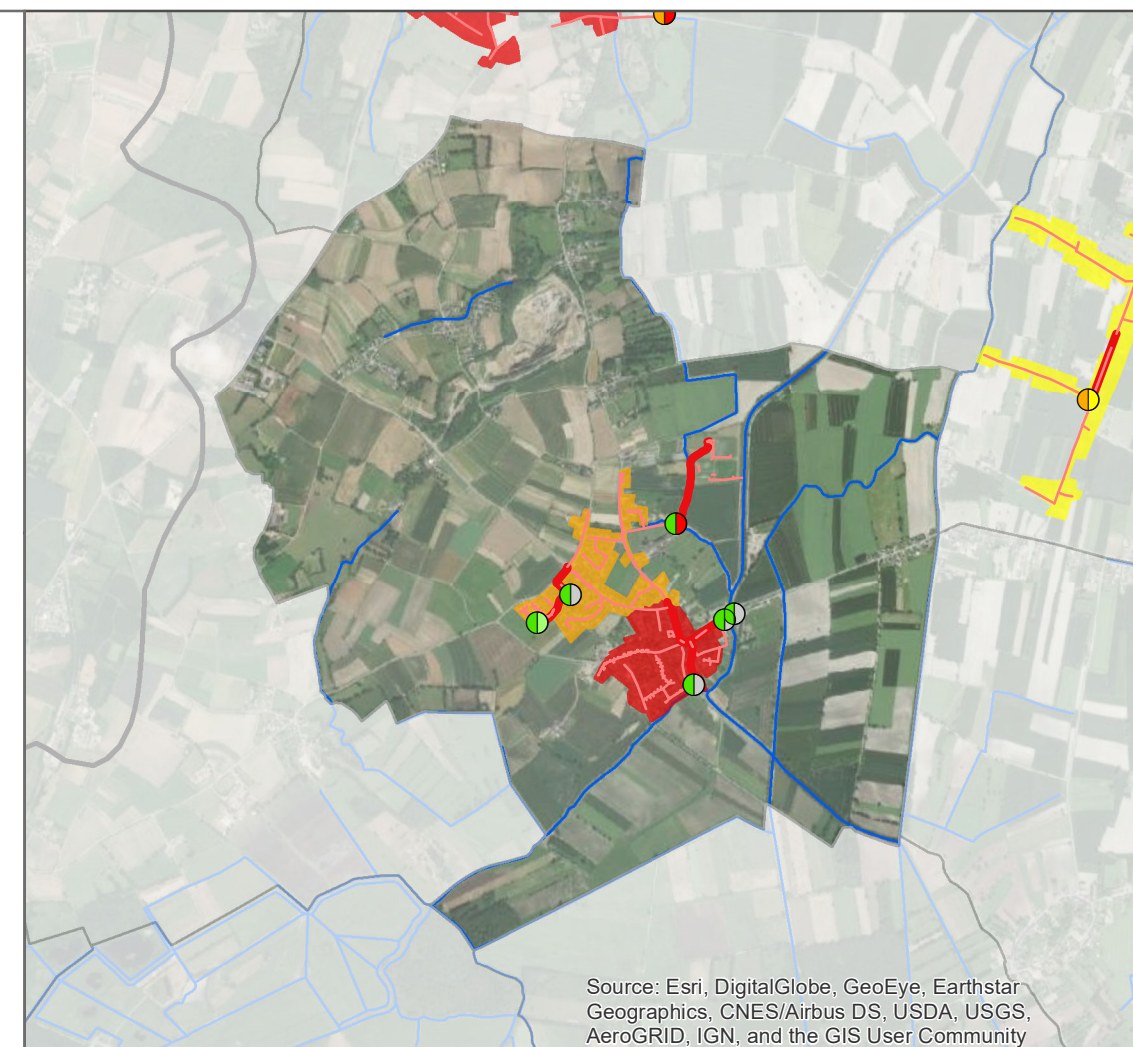 Source: Esri, DigitalGlobe, GeoEye, Earthstar
Geographics, CNES/Airbus DS, USDA, USGS,
AeroGRID, IGN, and the GIS User Community